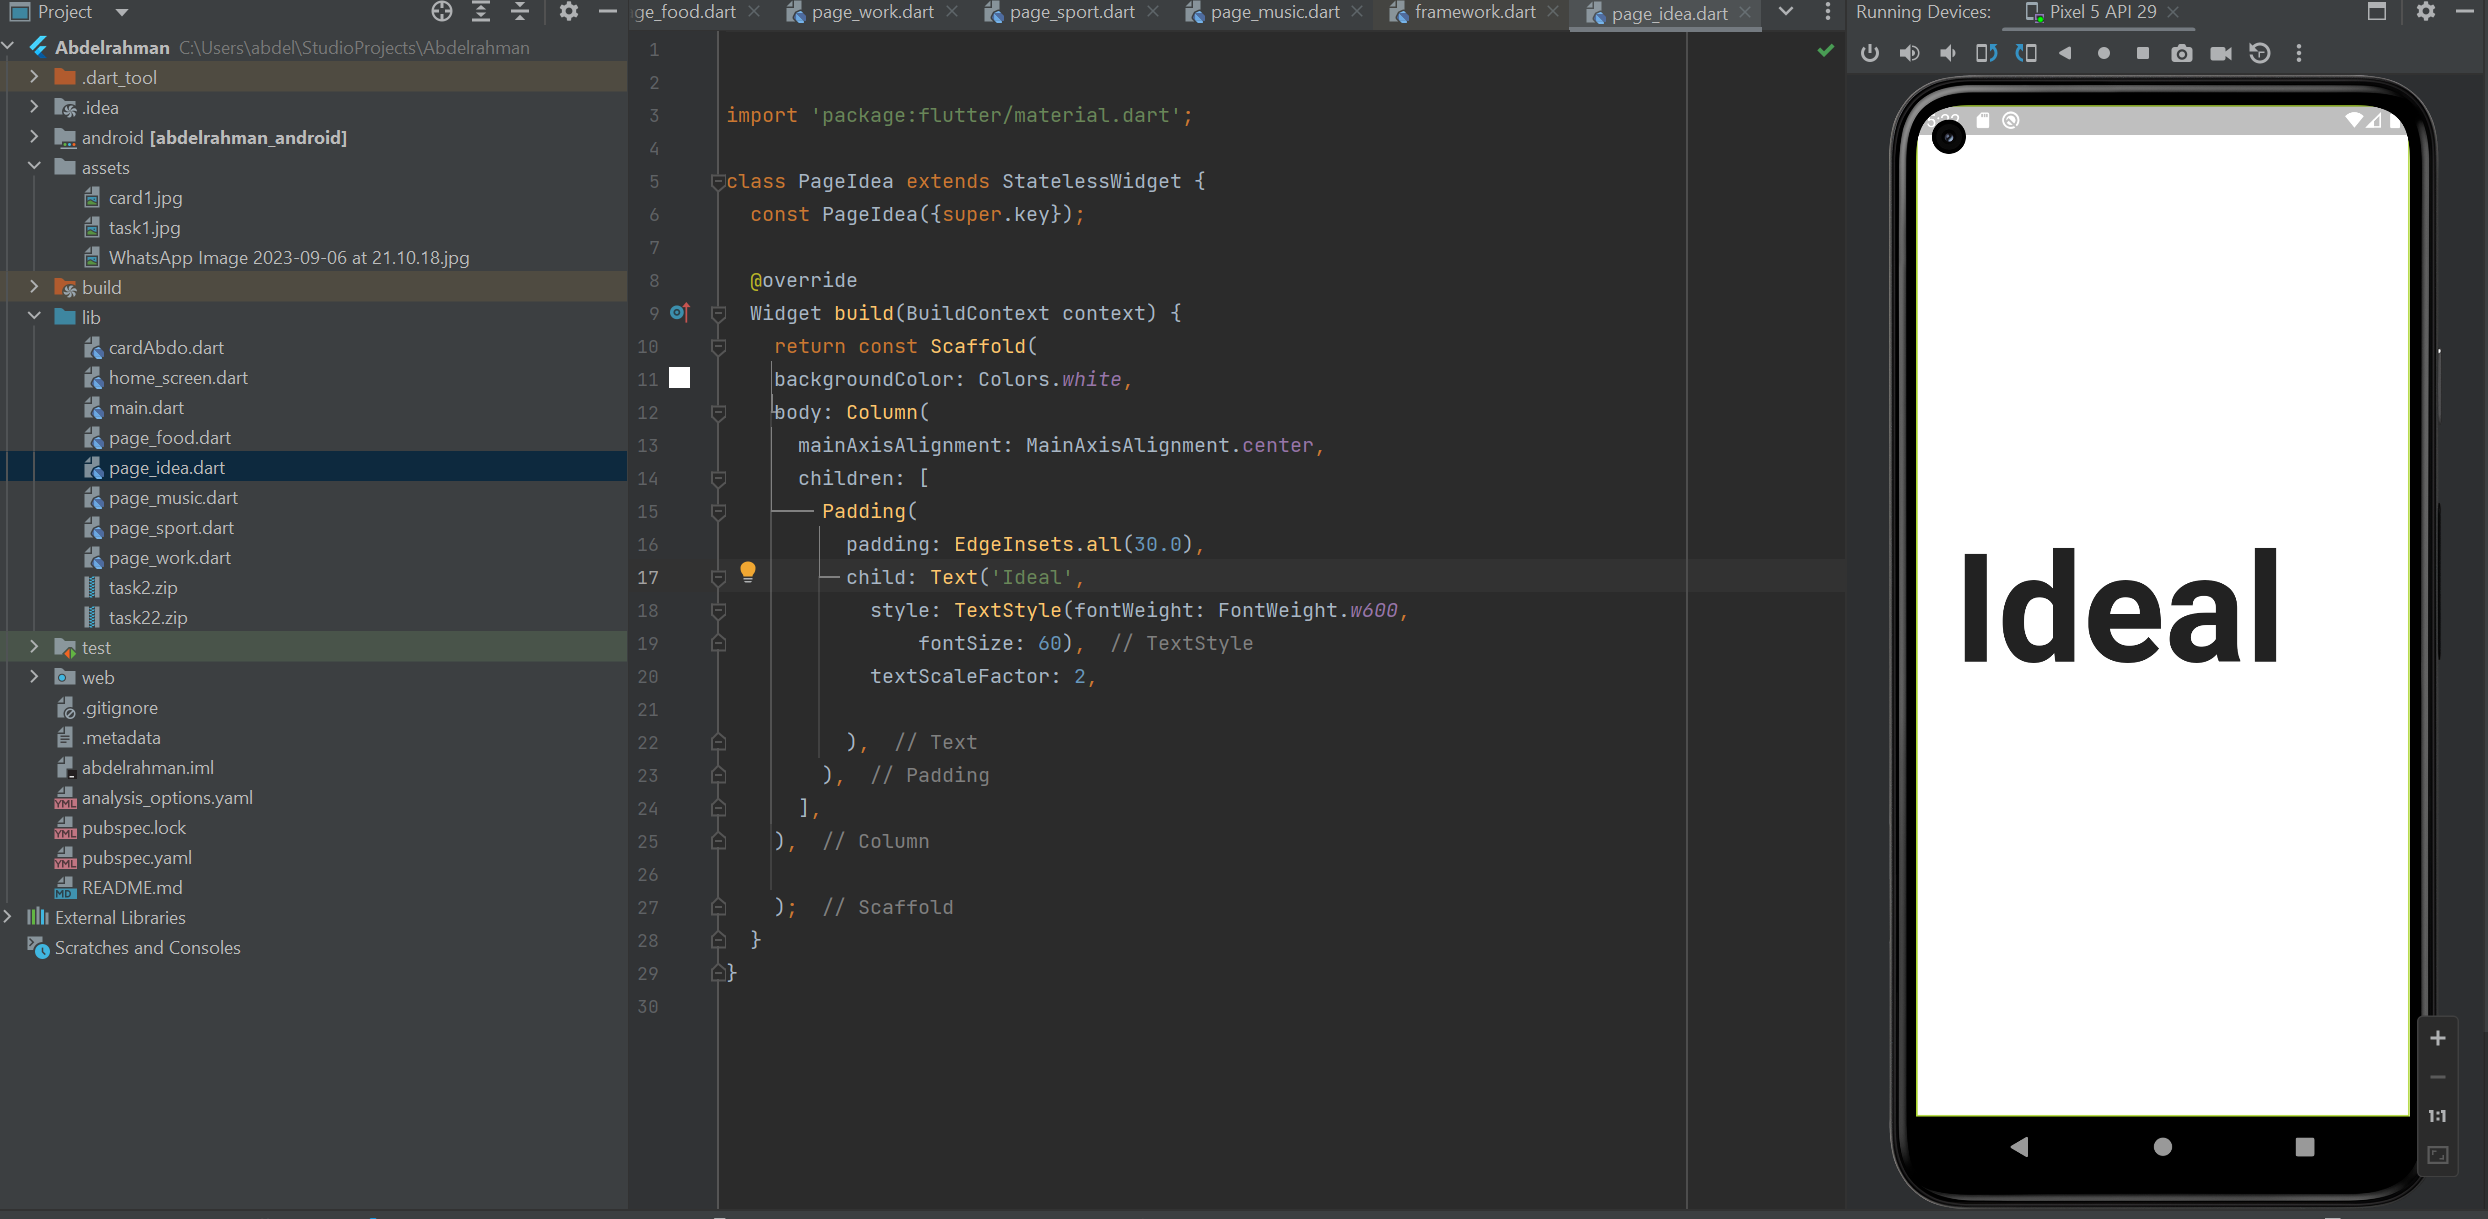 Project
ge_food.dart
page_work.dart
page_sport.dart
page_music.dart
framework.dart
page_idea.dart
Running Devices:
Pixel 5 API 29
Abdelrahman C:\Users\abdel\StudioProjects\Abdelrahman
.dart_tool
.idea
android [abdelrahman_android]
assets
card1.jpg
task1.jpg
WhatsApp Image 2023-09-06 at 21.10.18.jpg
build
lib
cardAbdo.dart
home_screen.dart
main.dart
page_food.dart
page_idea.dart
page_music.dart
page_sport.dart
page_work.dart
task2.zip
task22.zip
test
web
.gitignore
.metadata
abdelrahman.iml
analysis_options.yaml
pubspec.lock
pubspec.yaml
README.md
External Libraries
Scratches and Consoles
1
2
3 import 'package:flutter/material.dart';
4
5 class PageIdea extends StatelessWidget {
6 const PageIdea({super.key});
7
8 @override
9 Widget build(BuildContext context) {
10 return const Scaffold(
11 backgroundColor: Colors.white,
12 body: Column(
13 mainAxisAlignment: MainAxisAlignment.center,
14 children: [
15 Padding(
16 padding: EdgeInsets.all(30.0),
17 child: Text('Ideal',
18 style: TextStyle(fontWeight: FontWeight.w600,
19 fontSize: 60), // TextStyle
20 textScaleFactor: 2,
21
22 ), // Text
23 ), // Padding
24 ],
25 ), // Column
26
27 ); // Scaffold
28 }
29 }
30
Ideal
1:1